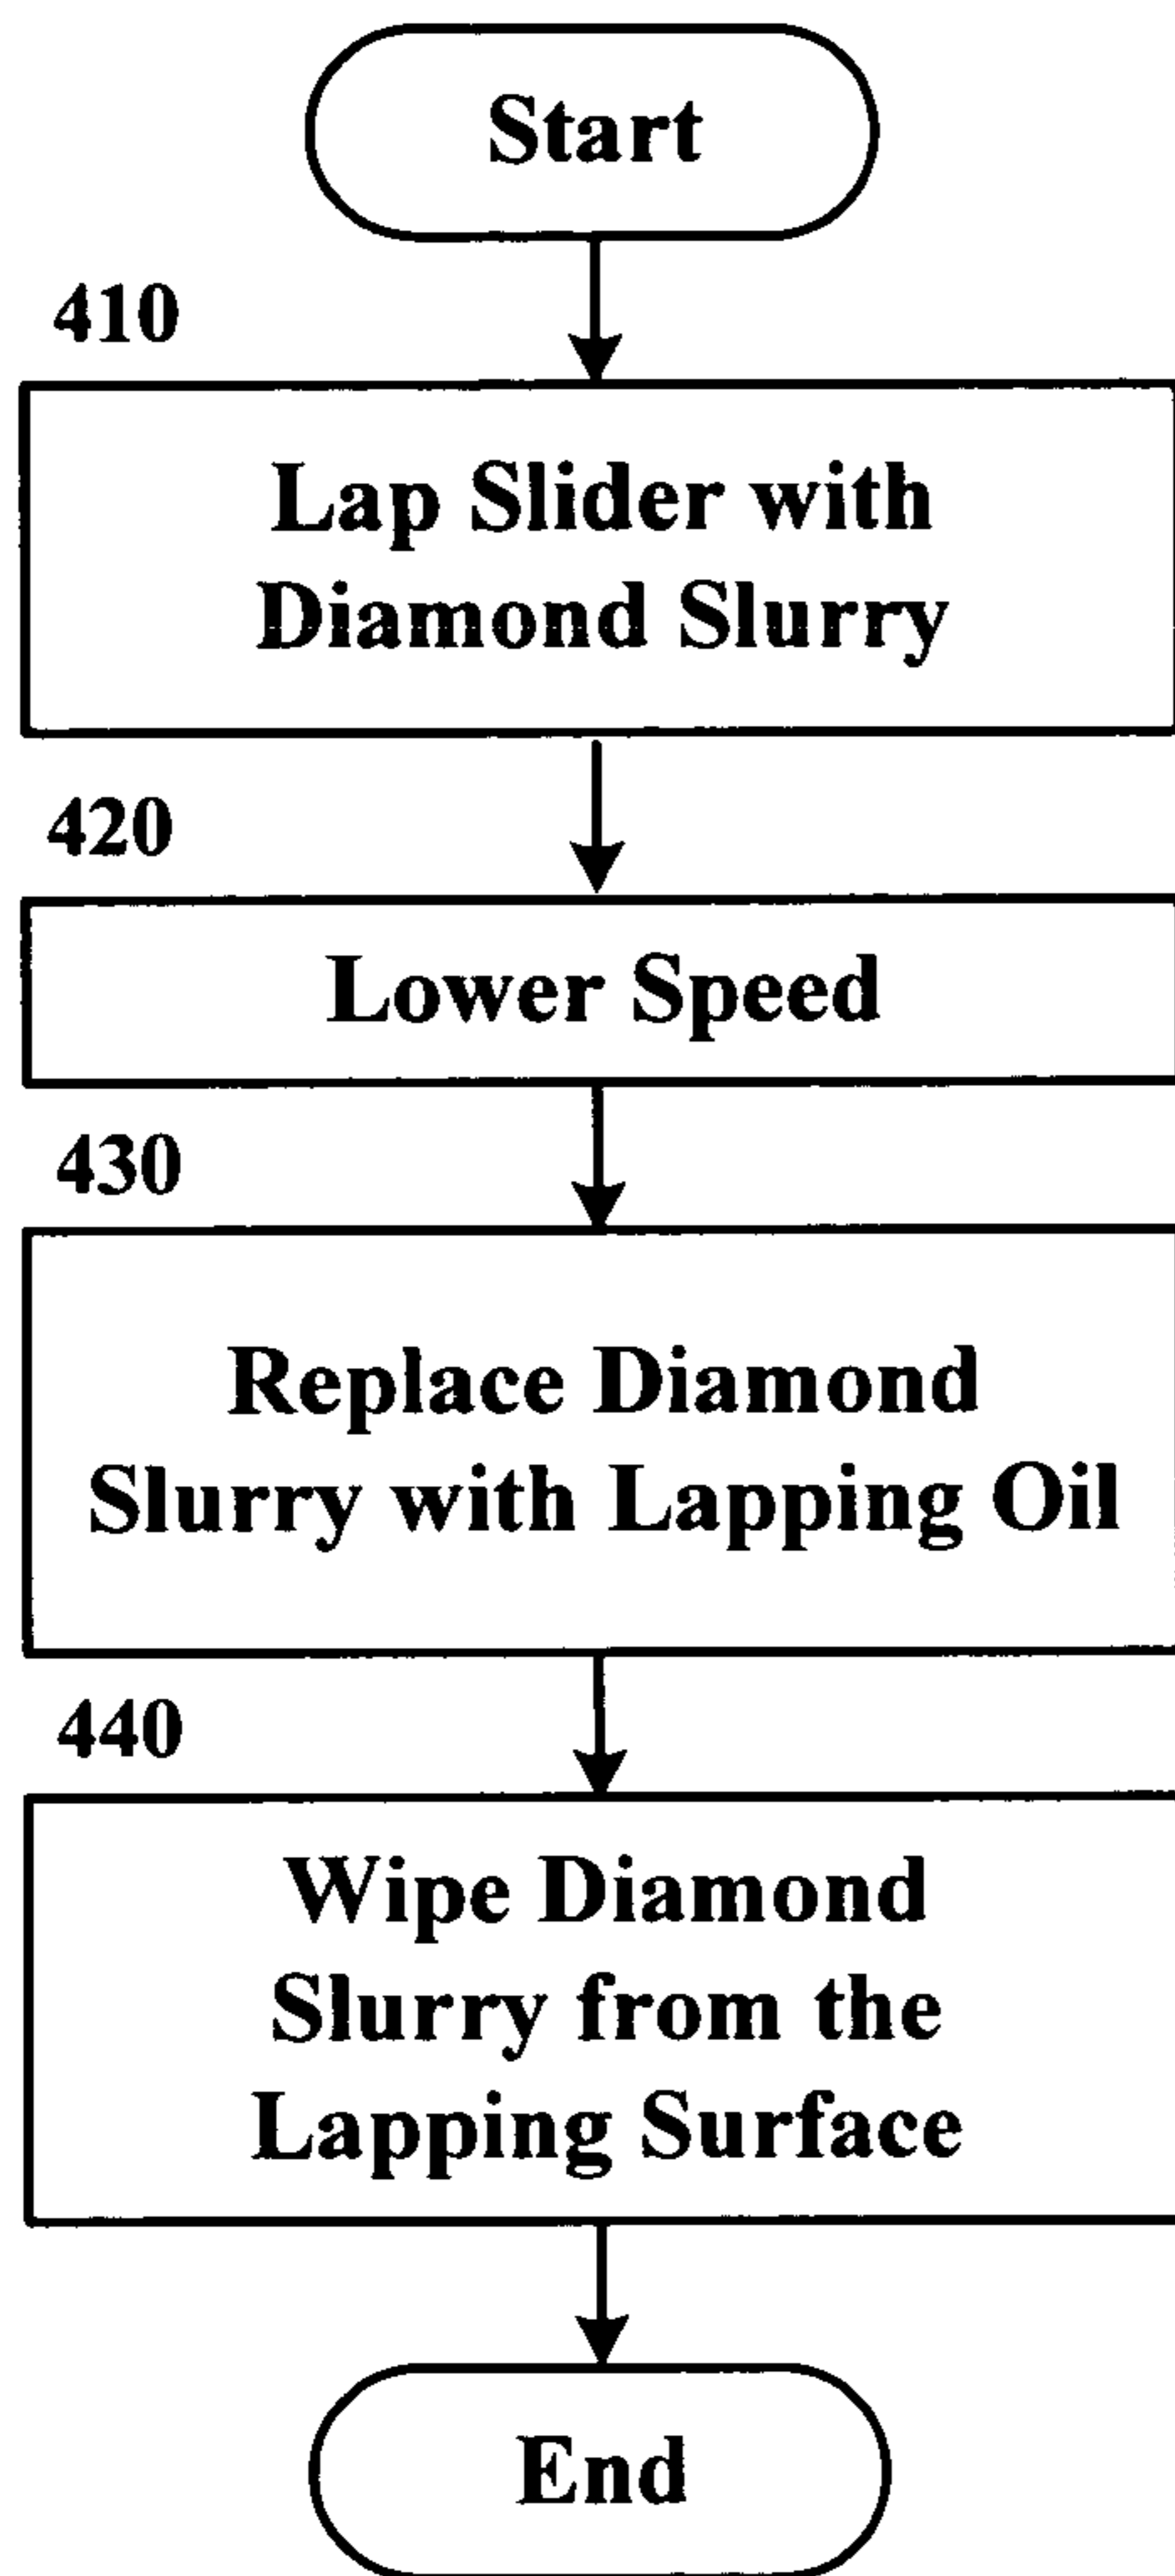 Start
410
Lap Slider with
Diamond Slurry
420
Lower Speed
430
Replace Diamond
Slurry with Lapping Oil
440
Wipe Diamond
Slurry from the
Lapping Surface
End